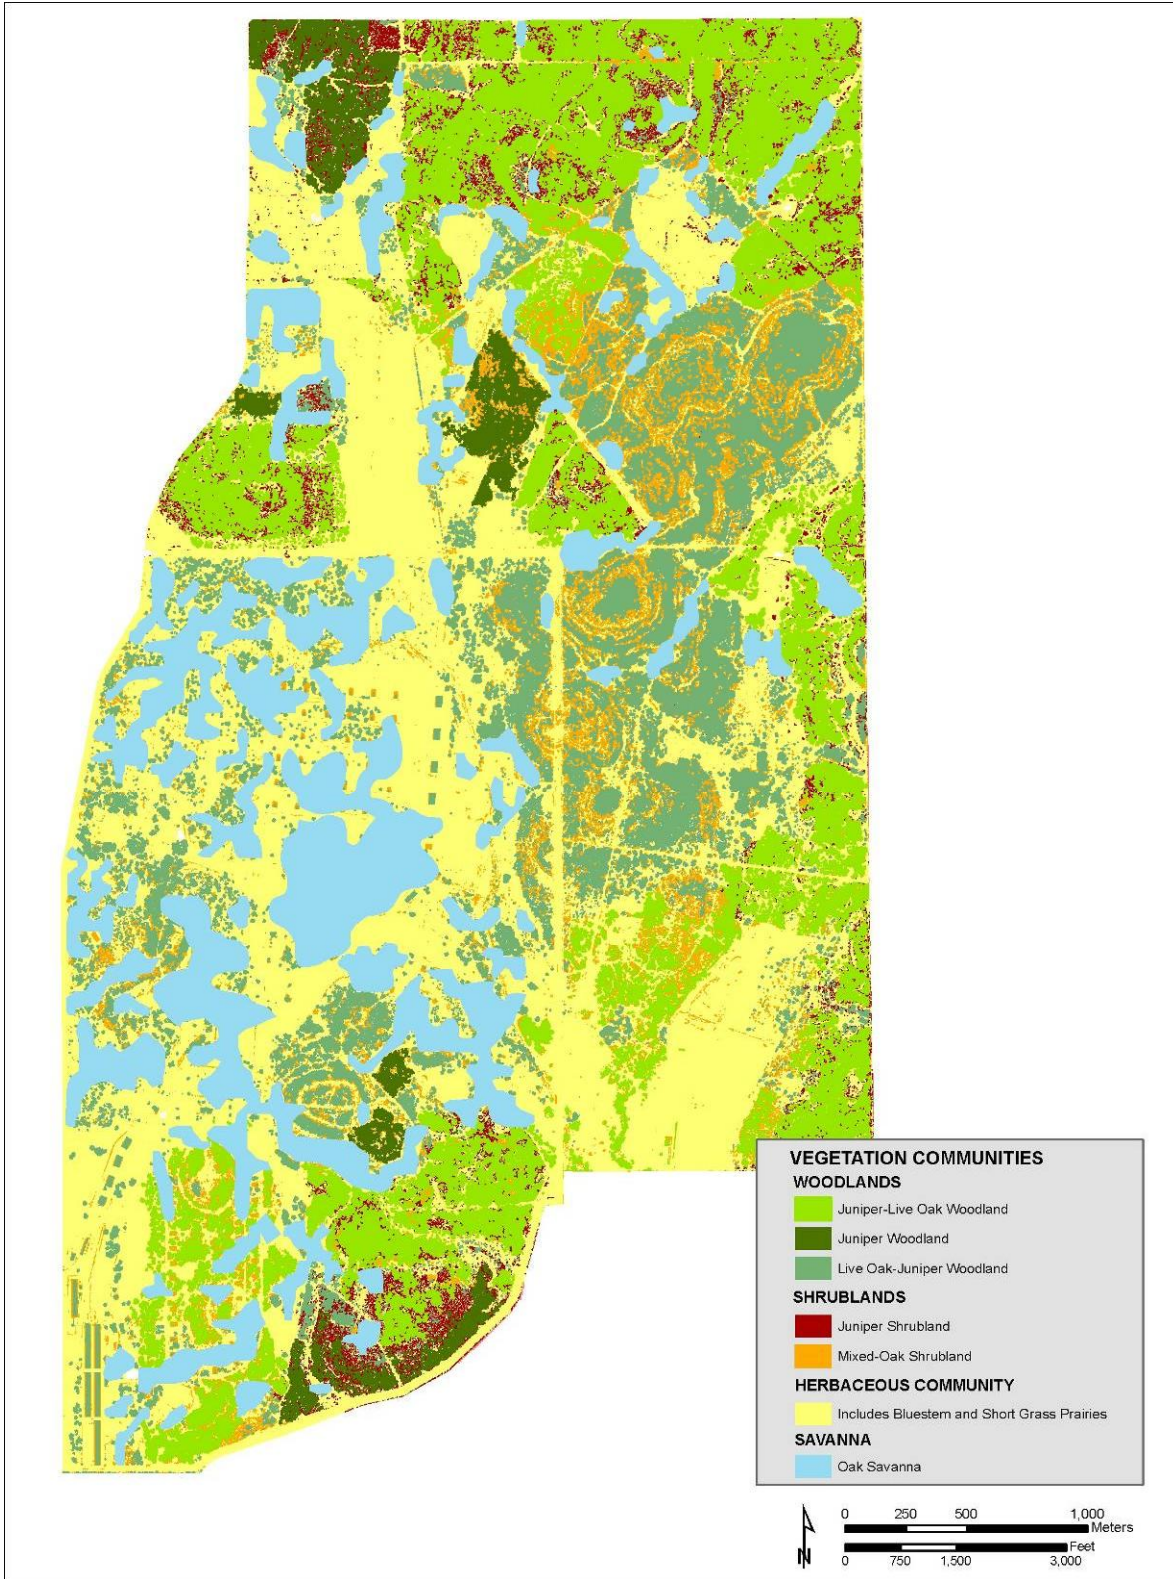 VEGETATION COMMUNITIES
WOODLANDS
Juniper-Live Oak Woodland
Juniper Woodland
Live Oak-Juniper Woodland
SHRUBLANDS
Juniper Shrubland
Mixed-Oak Shrubland
HERBACEOUS COMMUNITY
Includes Bluestem and Short Grass Prairies
SAVANNA
Oak Savanna
N
0 250 500 1,000
Meters
Feet
0 750 1,500 3,000